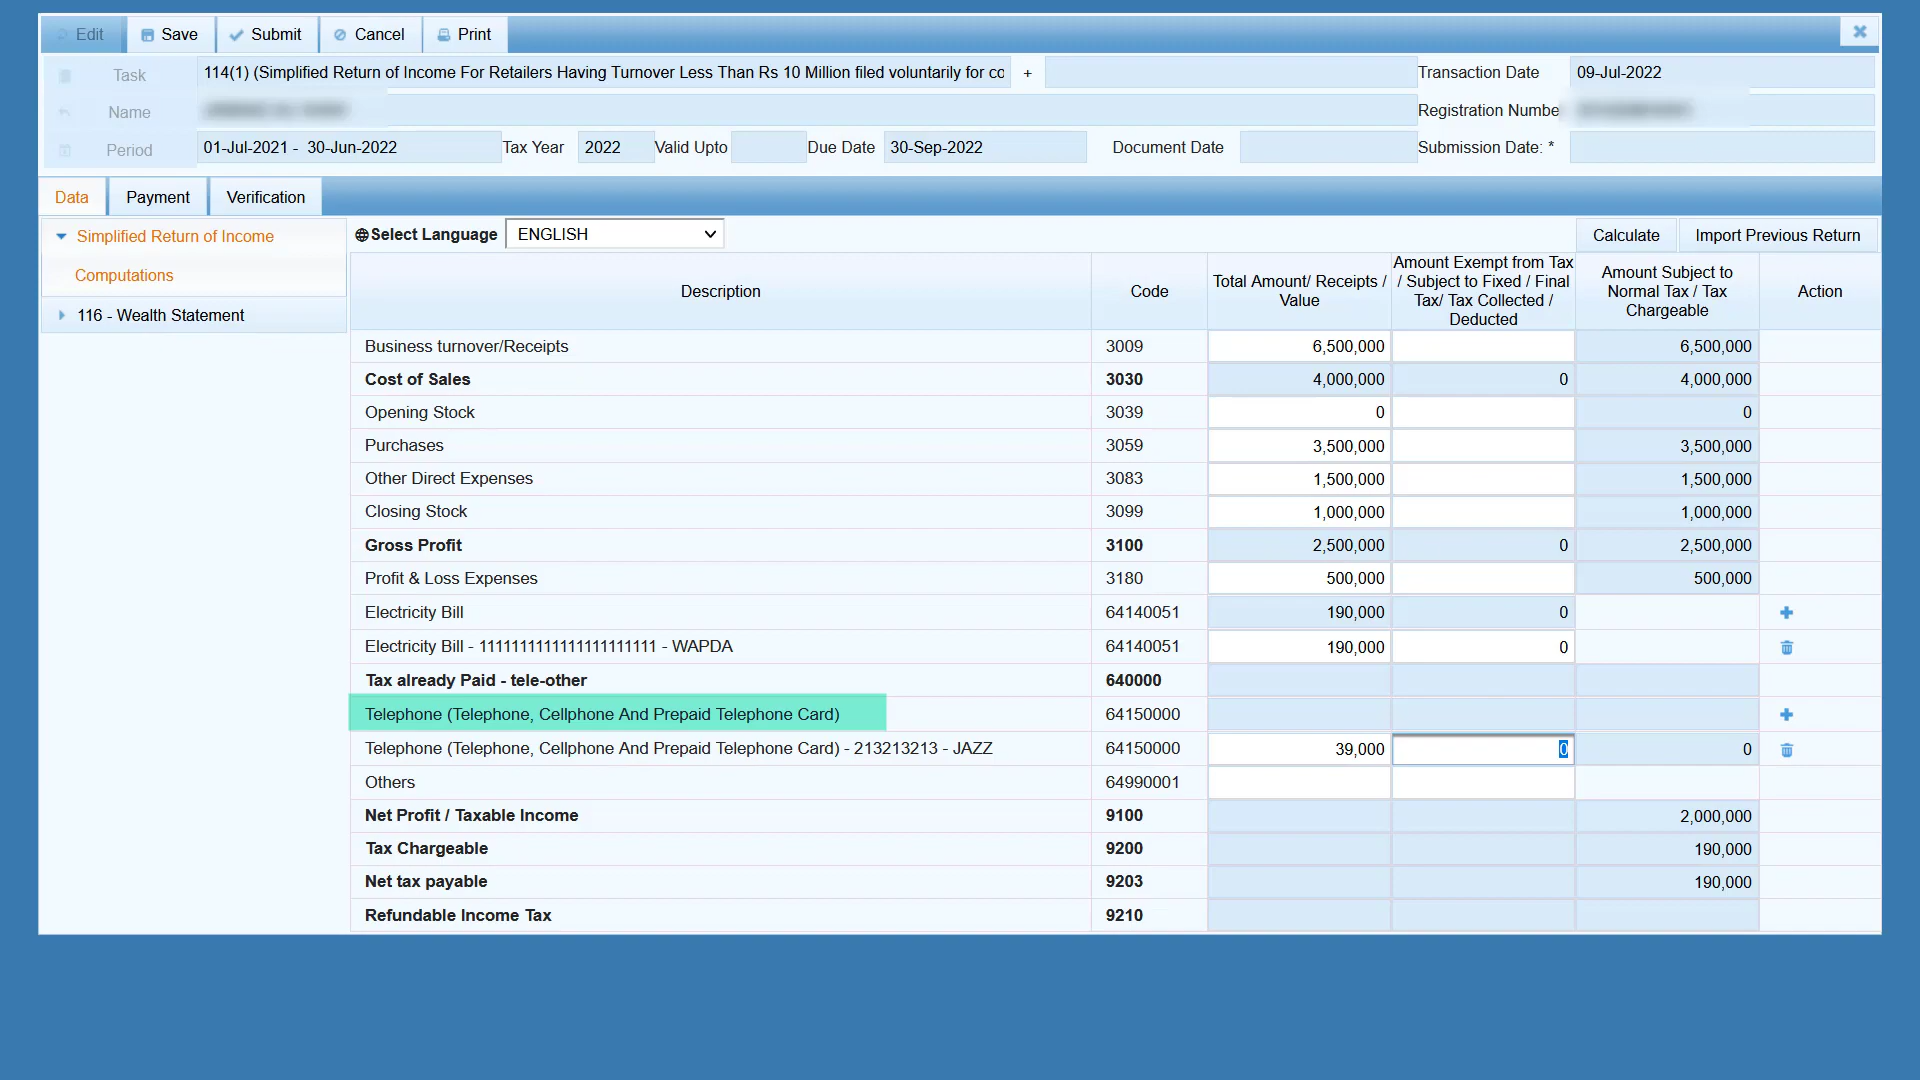 Edit Save Submit Cancel Print
Task 114(1) (Simplified Return of Income For Retailers Having Turnover Less Than Rs 10 Million filed voluntarily for co + Transaction Date 09-Jul-2022
Name Registration Numbe
Period 01-Jul-2021 - 30-Jun-2022 Tax Year 2022 Valid Upto Due Date 30-Sep-2022 Document Date Submission Date: *
Data Payment Verification
Simplified Return of Income
Computations
116 - Wealth Statement
Select Language ENGLISH Calculate Import Previous Return
Description Code Total Amount/ Receipts / Value Amount Exempt from Tax / Subject to Fixed / Final Tax/ Tax Collected / Deducted Amount Subject to Normal Tax / Tax Chargeable Action
Business turnover/Receipts 3009 6,500,000 6,500,000
Cost of Sales 3030 4,000,000 0 4,000,000
Opening Stock 3039 0 0
Purchases 3059 3,500,000 3,500,000
Other Direct Expenses 3083 1,500,000 1,500,000
Closing Stock 3099 1,000,000 1,000,000
Gross Profit 3100 2,500,000 0 2,500,000
Profit & Loss Expenses 3180 500,000 500,000
Electricity Bill 64140051 190,000 0
Electricity Bill - 1111111111111111111111 - WAPDA 64140051 190,000 0
Tax already Paid - tele-other 640000
Telephone (Telephone, Cellphone And Prepaid Telephone Card) 64150000
Telephone (Telephone, Cellphone And Prepaid Telephone Card) - 213213213 - JAZZ 64150000 39,000 0 0
Others 64990001
Net Profit / Taxable Income 9100 2,000,000
Tax Chargeable 9200 190,000
Net tax payable 9203 190,000
Refundable Income Tax 9210